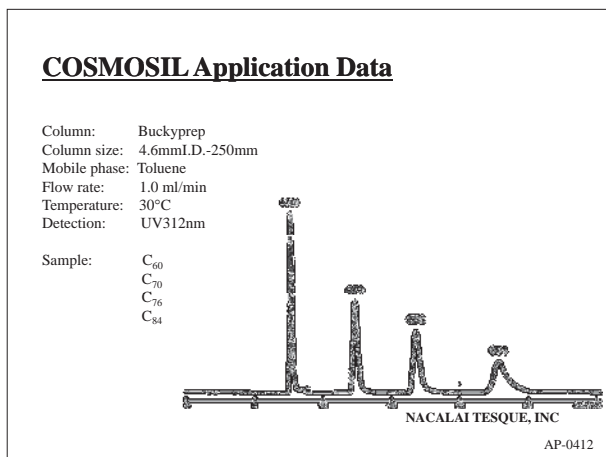 COSMOSIL Application Data
Column: Buckyprep
Column size: 4.6mmI.D.-250mm
Mobile phase: Toluene
Flow rate: 1.0 ml/min
Temperature: 30°C
Detection: UV312nm
Sample: C60
C70
C76
C84
NACALAI TESQUE, INC
AP-0412